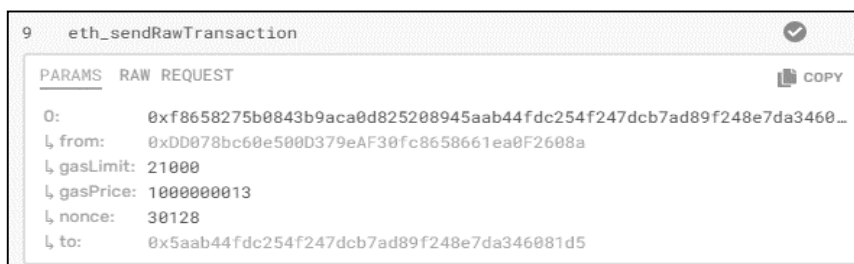 9 eth_sendRawTransaction
PARAMS RAW REQUEST COPY
0: 0xf8658275b0843b9aca0d825208945aab44fdc254f247dcb7ad89f248e7da3460…
↳ from: 0xDD078bc60e500D379eAF30fc8658661ea0F2608a
↳ gasLimit: 21000
↳ gasPrice: 1000000013
↳ nonce: 30128
↳ to: 0x5aab44fdc254f247dcb7ad89f248e7da346081d5